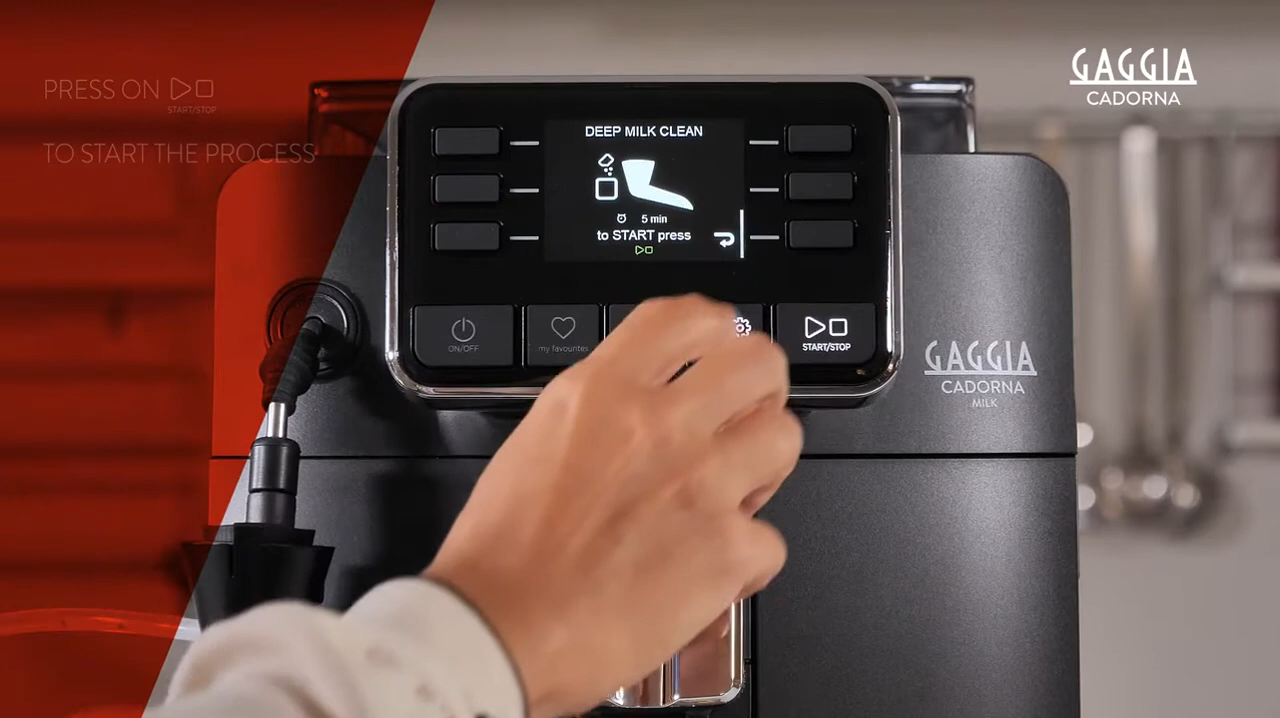 PRESS ON
START/STOP
TO START THE PROCESS
GAGGIA
CADORNA
DEEP MILK CLEAN
5 min
to START press
ON/OFF
my favourites
START/STOP
GAGGIA
CADORNA
MILK